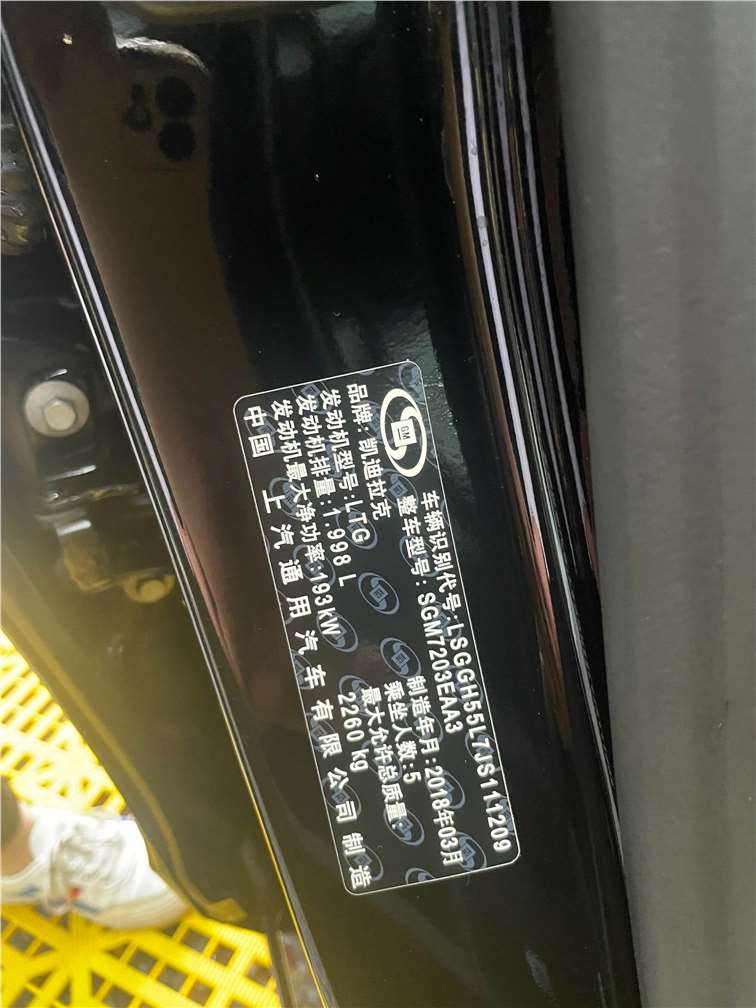 GM
车辆识别代号:LSGGH55L7JS111209
整车型号:SGM7203EAA3
品牌:凯迪拉克 制造年月:2018年03月
发动机型号:LTG 乘坐人数:5
发动机排量:1.998 L 最大允许总质量:
发动机最大净功率:193kW 2260 kg
中国 上汽通用汽车有限公司制造